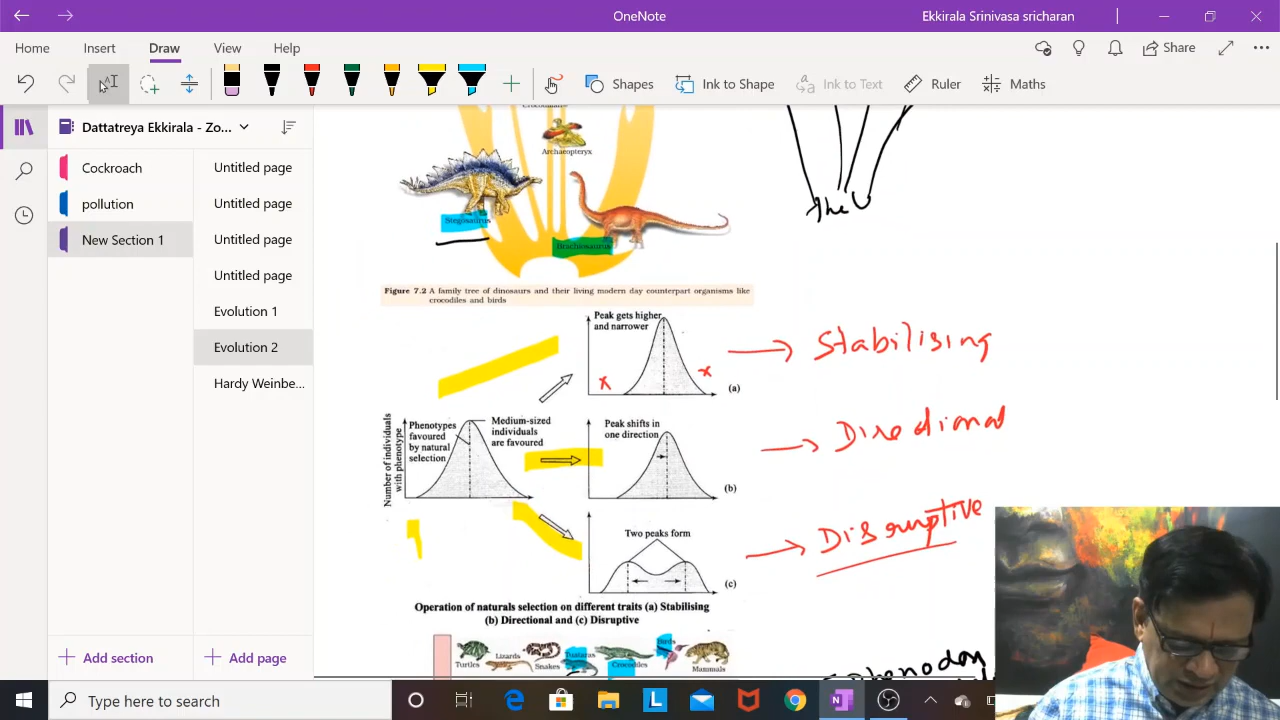 OneNote
Ekkirala Srinivasa sricharan
Home Insert Draw View Help
Share
Shapes Ink to Shape Ink to Text Ruler Maths
Dattatreya Ekkirala - Zo...
Cockroach
pollution
New Section 1
Untitled page
Untitled page
Untitled page
Untitled page
Evolution 1
Evolution 2
Hardy Weinbe...
Add section
Add page
Archaeopteryx
Stegosaurus
Brachiosaurus
Figure 7.2 A family tree of dinosaurs and their living modern day counterpart organisms like
crocodiles and birds
Peak gets higher
and narrower
x x
(a)
Stabilising
Number of individuals
with phenotype
Phenotypes
favoured
by natural
selection
Medium-sized
individuals
are favoured
Peak shifts in
one direction
(b)
Directional
Two peaks form
(c)
Disruptive
Operation of naturals selection on different traits (a) Stabilising
(b) Directional and (c) Disruptive
Turtles Lizards Snakes Tuataras Crocodiles Birds Mammals
Type here to search